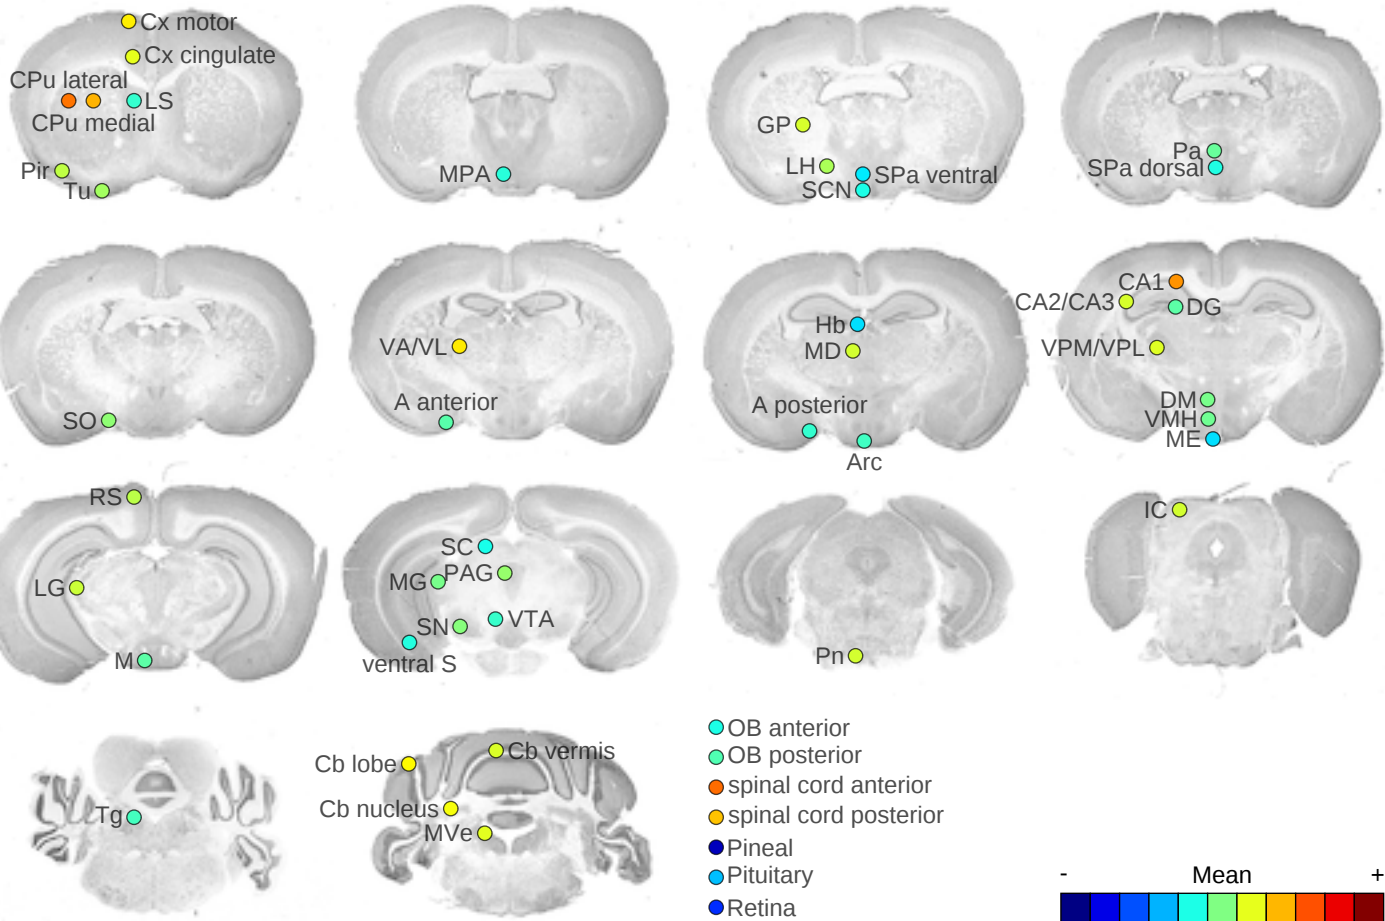 Cx motor
Cx cingulate
CPu lateral
LS
CPu medial
Pir
Tu
MPA
GP
LH
SPa ventral
SCN
Pa
SPa dorsal
SO
VA/VL
A anterior
Hb
MD
A posterior
Arc
CA1
CA2/CA3
DG
VPM/VPL
DM
VMH
ME
RS
LG
M
SC
PAG
MG
VTA
SN
ventral S
Pn
IC
Tg
Cb vermis
Cb lobe
Cb nucleus
MVe
OB anterior
OB posterior
spinal cord anterior
spinal cord posterior
Pineal
Pituitary
Retina
- Mean +